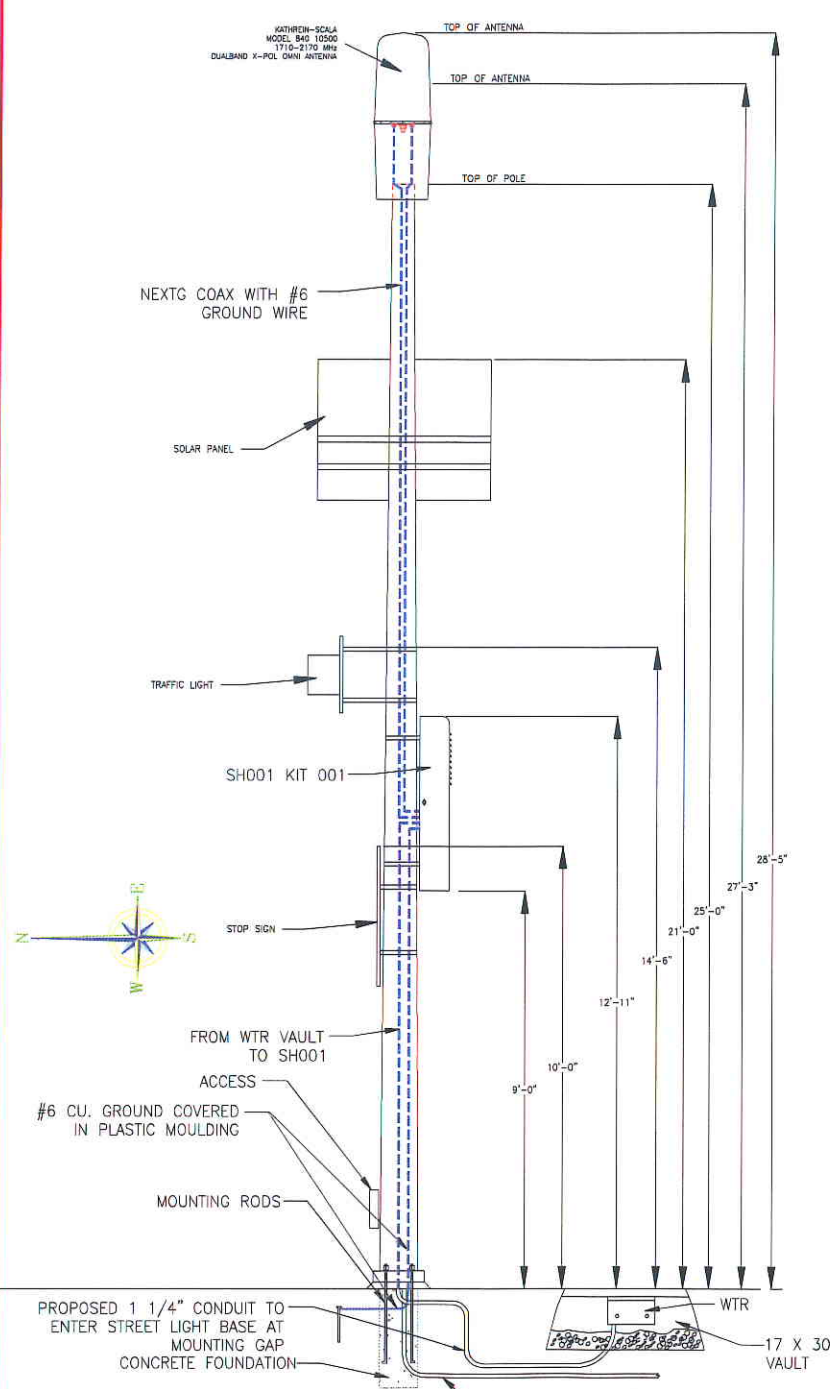 KATHREIN-SCALA
MODEL 840 10500
1710-2170 MHz
DUALBAND X-POL OMNI ANTENNA
TOP OF ANTENNA
TOP OF ANTENNA
TOP OF POLE
NEXTG COAX WITH #6
GROUND WIRE
SOLAR PANEL
TRAFFIC LIGHT
SH001 KIT 001
28'-5"
27'-3"
25'-0"
21'-0"
14'-6"
12'-11"
10'-0"
9'-0"
E
N
S
W
STOP SIGN
FROM WTR VAULT
TO SH001
ACCESS
#6 CU. GROUND COVERED
IN PLASTIC MOULDING
MOUNTING RODS
PROPOSED 1 1/4" CONDUIT TO
ENTER STREET LIGHT BASE AT
MOUNTING GAP
CONCRETE FOUNDATION
WTR
17 X 30
VAULT